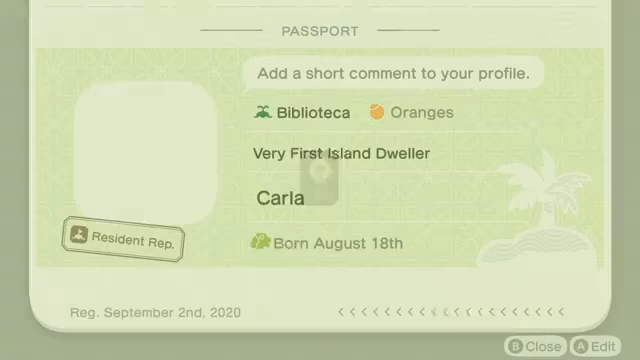 PASSPORT
Add a short comment to your profile.
Biblioteca Oranges
Very First Island Dweller
Carla
Resident Rep.
Born August 18th
Reg. September 2nd, 2020 <<<<<<<<<<<<<<<<<<<
B Close A Edit